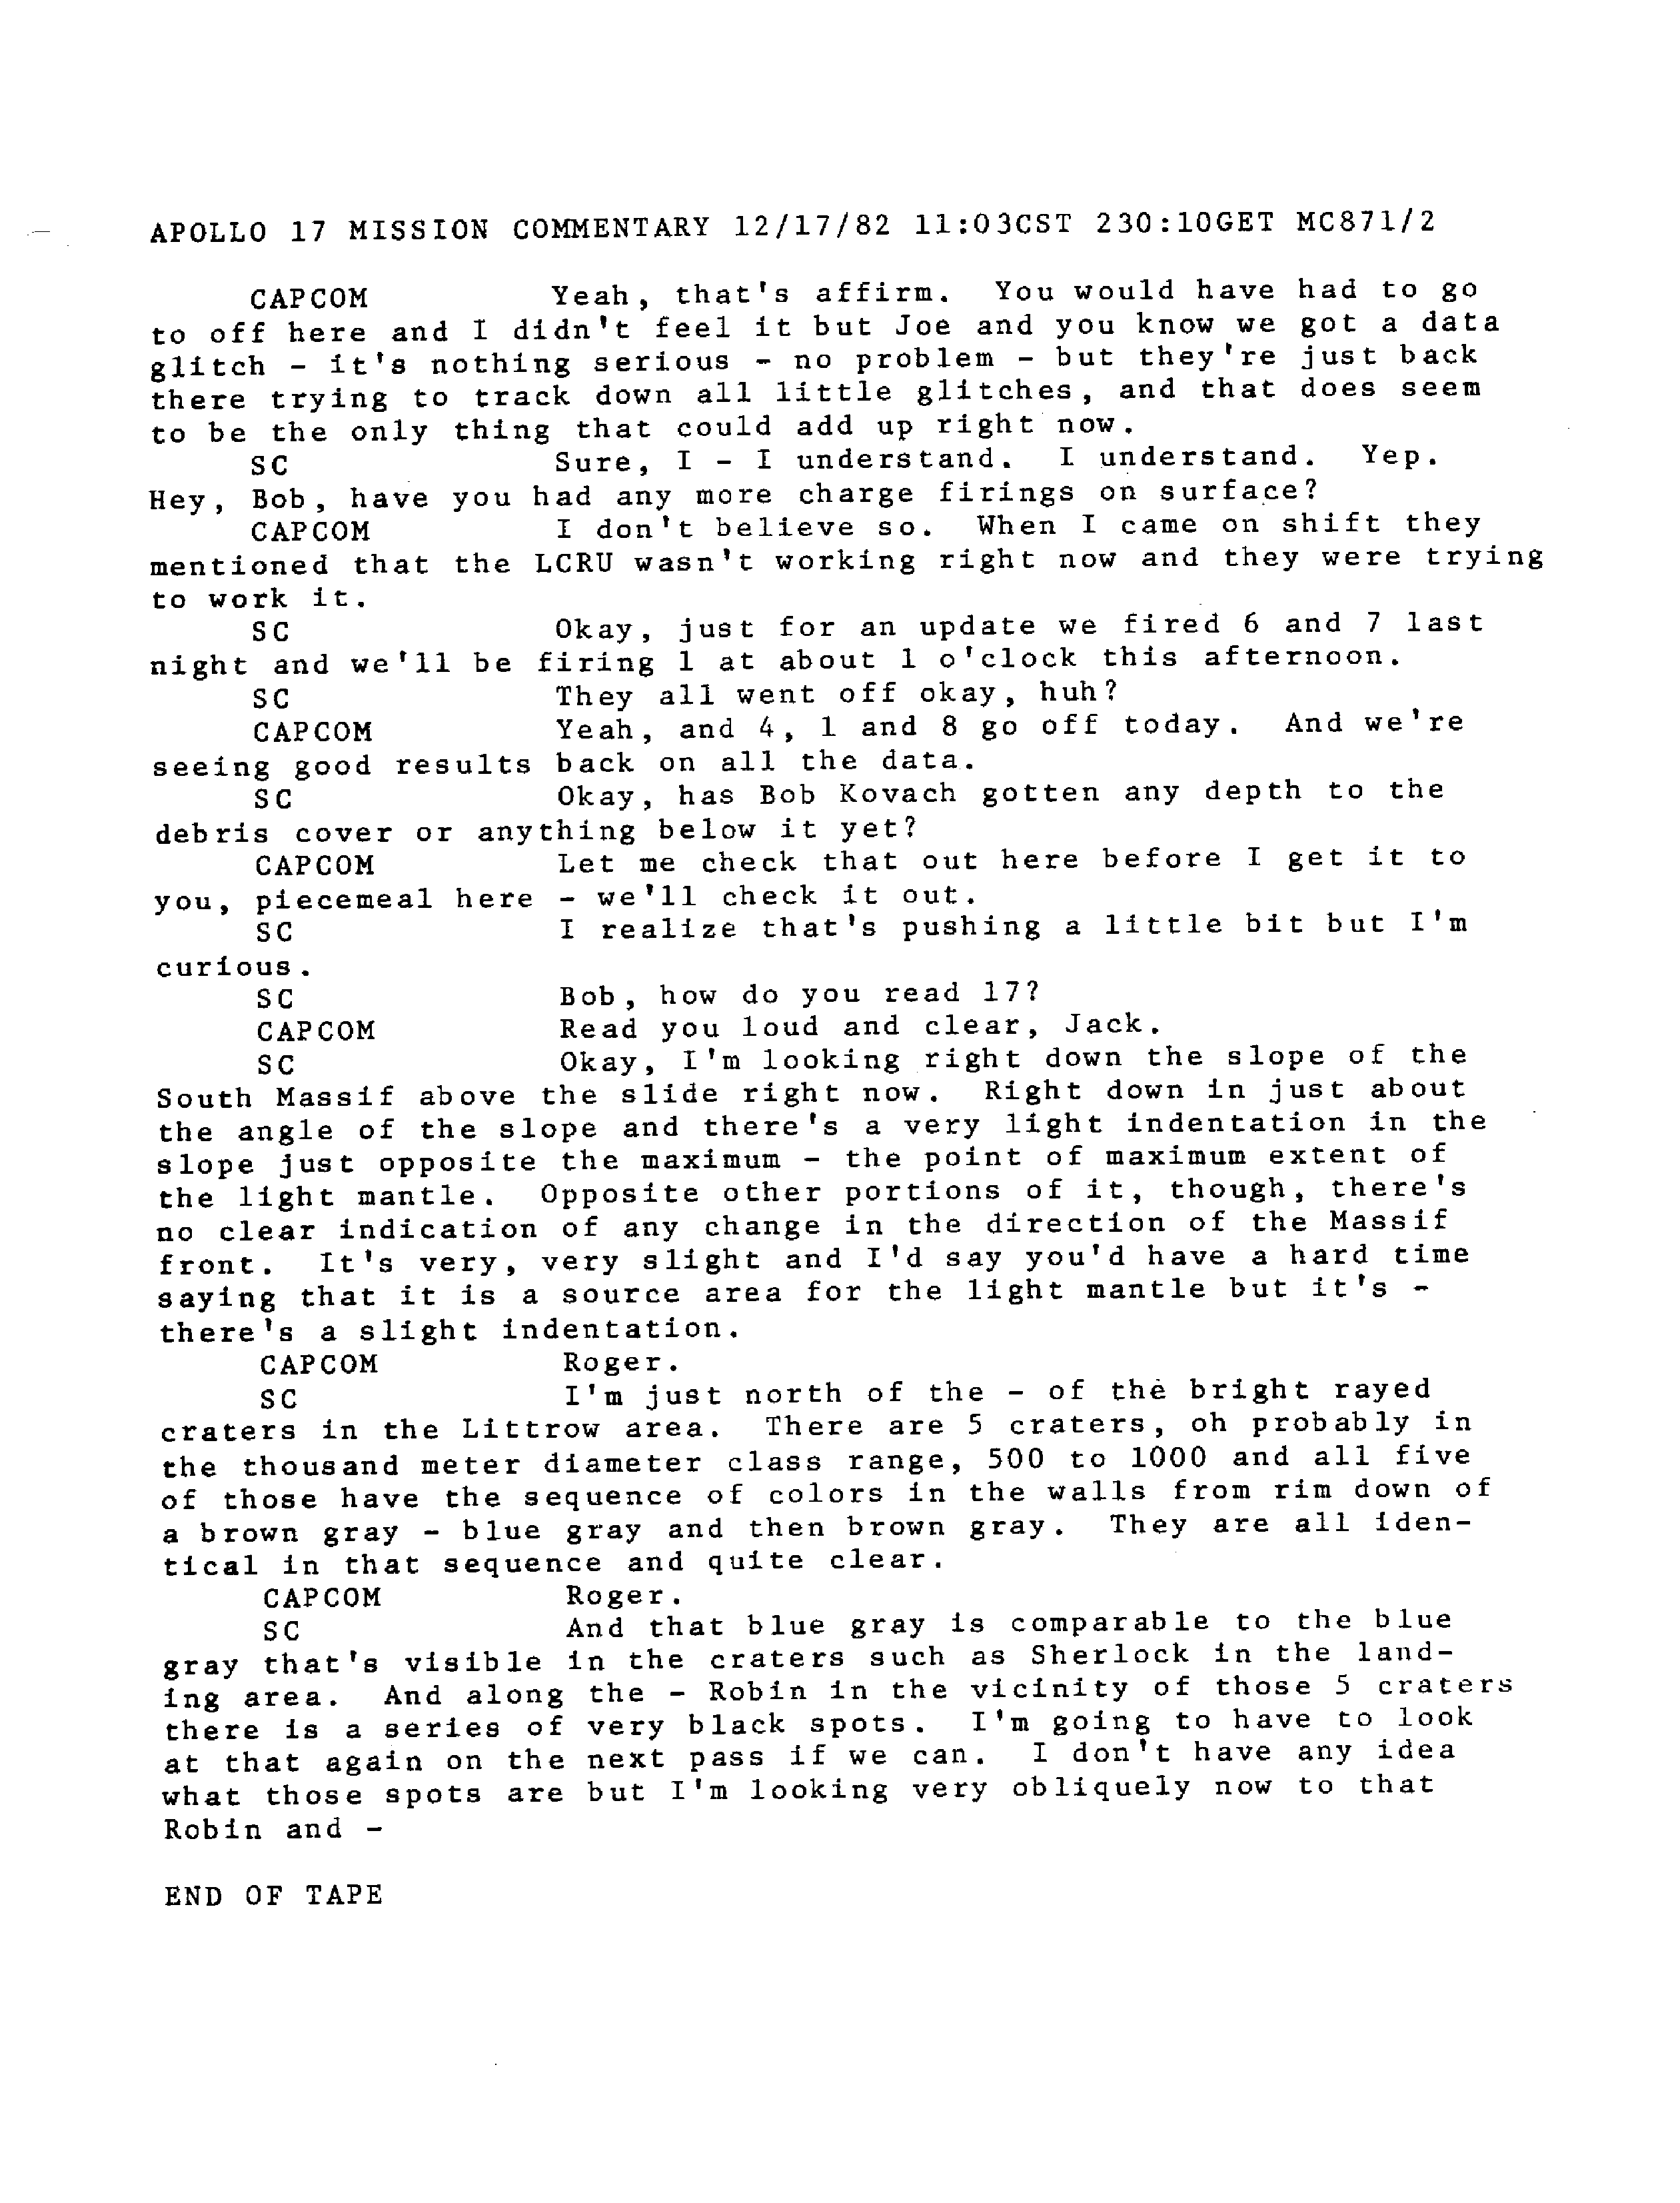 APOLLO 17 MISSION COMMENTARY 12/17/82 11:03CST 230:10GET MC871/2
CAPCOM Yeah, that's affirm. You would have had to go
to off here and I didn't feel it but Joe and you know we got a data
glitch - it's nothing serious - no problem - but they're just back
there trying to track down all little glitches, and that does seem
to be the only thing that could add up right now.
SC Sure, I - I understand. I understand. Yep.
Hey, Bob, have you had any more charge firings on surface?
CAPCOM I don't believe so. When I came on shift they
mentioned that the LCRU wasn't working right now and they were trying
to work it.
SC Okay, just for an update we fired 6 and 7 last
night and we'll be firing 1 at about 1 o'clock this afternoon.
SC They all went off okay, huh?
CAPCOM Yeah, and 4, 1 and 8 go off today. And we're
seeing good results back on all the data.
SC Okay, has Bob Kovach gotten any depth to the
debris cover or anything below it yet?
CAPCOM Let me check that out here before I get it to
you, piecemeal here - we'll check it out.
SC I realize that's pushing a little bit but I'm
curious.
SC Bob, how do you read 17?
CAPCOM Read you loud and clear, Jack.
SC Okay, I'm looking right down the slope of the
South Massif above the slide right now. Right down in just about
the angle of the slope and there's a very light indentation in the
slope just opposite the maximum - the point of maximum extent of
the light mantle. Opposite other portions of it, though, there's
no clear indication of any change in the direction of the Massif
front. It's very, very slight and I'd say you'd have a hard time
saying that it is a source area for the light mantle but it's -
there's a slight indentation.
CAPCOM Roger.
SC I'm just north of the - of the bright rayed
craters in the Littrow area. There are 5 craters, oh probably in
the thousand meter diameter class range, 500 to 1000 and all five
of those have the sequence of colors in the walls from rim down of
a brown gray - blue gray and then brown gray. They are all iden-
tical in that sequence and quite clear.
CAPCOM Roger.
SC And that blue gray is comparable to the blue
gray that's visible in the craters such as Sherlock in the land-
ing area. And along the - Robin in the vicinity of those 5 craters
there is a series of very black spots. I'm going to have to look
at that again on the next pass if we can. I don't have any idea
what those spots are but I'm looking very obliquely now to that
Robin and -
END OF TAPE